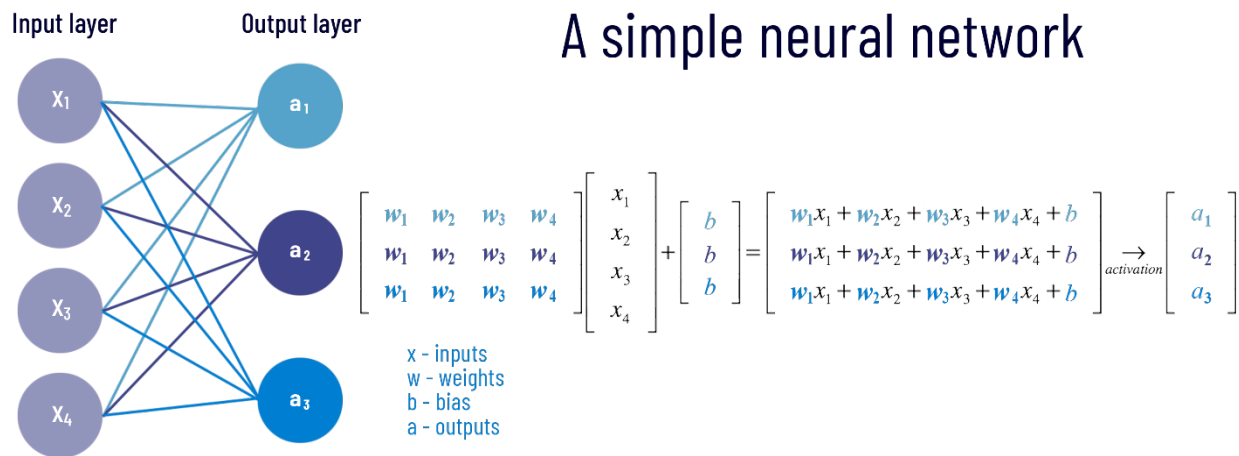 Input layer
Output layer
A simple neural network
x₁
x₂
x₃
x₄
a₁
a₂
a₃
[ w₁ w₂ w₃ w₄ ] [ x₁ ] + [ b ] = [ w₁x₁ + w₂x₂ + w₃x₃ + w₄x₄ + b ] → [ a₁ ]
[ w₁ w₂ w₃ w₄ ] [ x₂ ] [ b ] [ w₁x₁ + w₂x₂ + w₃x₃ + w₄x₄ + b ] activation [ a₂ ]
[ w₁ w₂ w₃ w₄ ] [ x₃ ] [ b ] [ w₁x₁ + w₂x₂ + w₃x₃ + w₄x₄ + b ] [ a₃ ]
[ x₄ ]
x - inputs
w - weights
b - bias
a - outputs